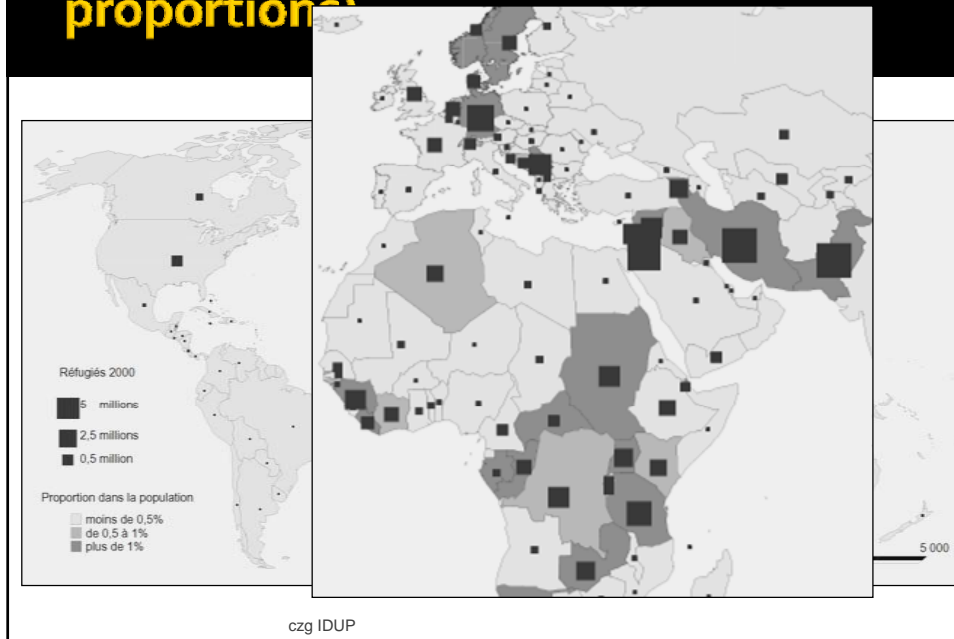 proportions)
Réfugiés 2000
5 millions
2,5 millions
0,5 million
Proportion dans la population
moins de 0,5%
de 0,5 à 1%
plus de 1%
5 000
czg IDUP